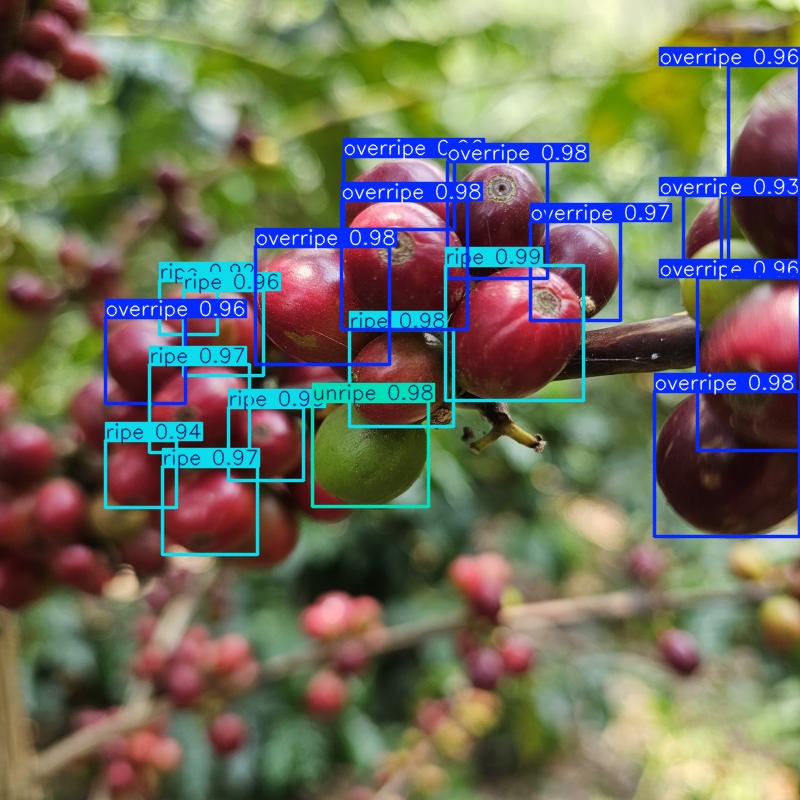 overripe 0.96
overripe 0.98
overripe 0.93
overripe 0.98
overripe 0.97
overripe 0.98
ripe 0.99
overripe 0.96
ripe 0.96
overripe 0.96
ripe 0.98
ripe 0.97
overripe 0.98
unripe 0.98
ripe
ripe 0.94
ripe 0.97